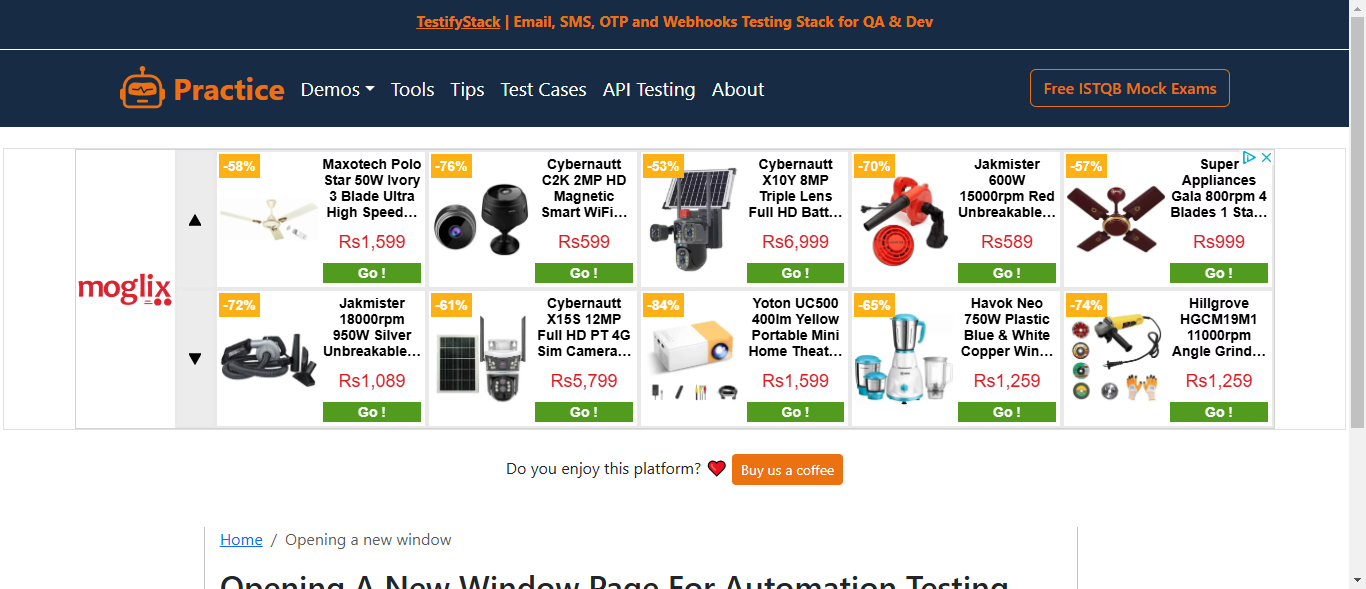 TestifyStack | Email, SMS, OTP and Webhooks Testing Stack for QA & Dev
Practice
Demos Tools Tips Test Cases API Testing About
Free ISTQB Mock Exams
moglix
-58%
Maxotech Polo
Star 50W Ivory
3 Blade Ultra
High Speed...
Rs1,599
Go !
-76%
Cybernautt
C2K 2MP HD
Magnetic
Smart WiFi...
Rs599
Go !
-53%
Cybernautt
X10Y 8MP
Triple Lens
Full HD Batt...
Rs6,999
Go !
-70%
Jakmister
600W
15000rpm Red
Unbreakable...
Rs589
Go !
-57%
Super
Appliances
Gala 800rpm 4
Blades 1 Sta...
Rs999
Go !
-72%
Jakmister
18000rpm
950W Silver
Unbreakable...
Rs1,089
Go !
-61%
Cybernautt
X15S 12MP
Full HD PT 4G
Sim Camera...
Rs5,799
Go !
-84%
Yoton UC500
400lm Yellow
Portable Mini
Home Theat...
Rs1,599
Go !
-65%
Havok Neo
750W Plastic
Blue & White
Copper Win...
Rs1,259
Go !
-74%
Hillgrove
HGCM19M1
11000rpm
Angle Grind...
Rs1,259
Go !
Do you enjoy this platform? Buy us a coffee
Home / Opening a new window
Opening A New Window Page For Automation Testing